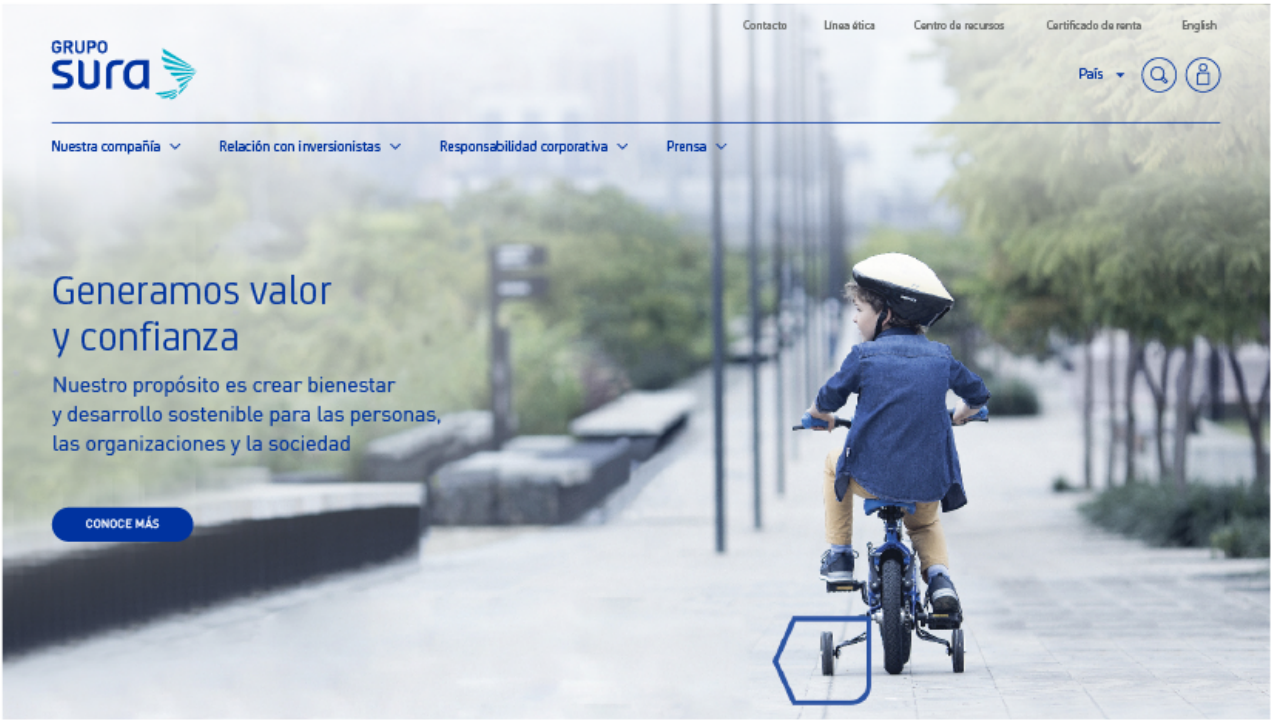 Contacto Línea ética Centro de recursos Certificado de renta English
GRUPO
sura
País
Nuestra compañía Relación con inversionistas Responsabilidad corporativa Prensa
Generamos valor
y confianza
Nuestro propósito es crear bienestar
y desarrollo sostenible para las personas,
las organizaciones y la sociedad
CONOCE MÁS